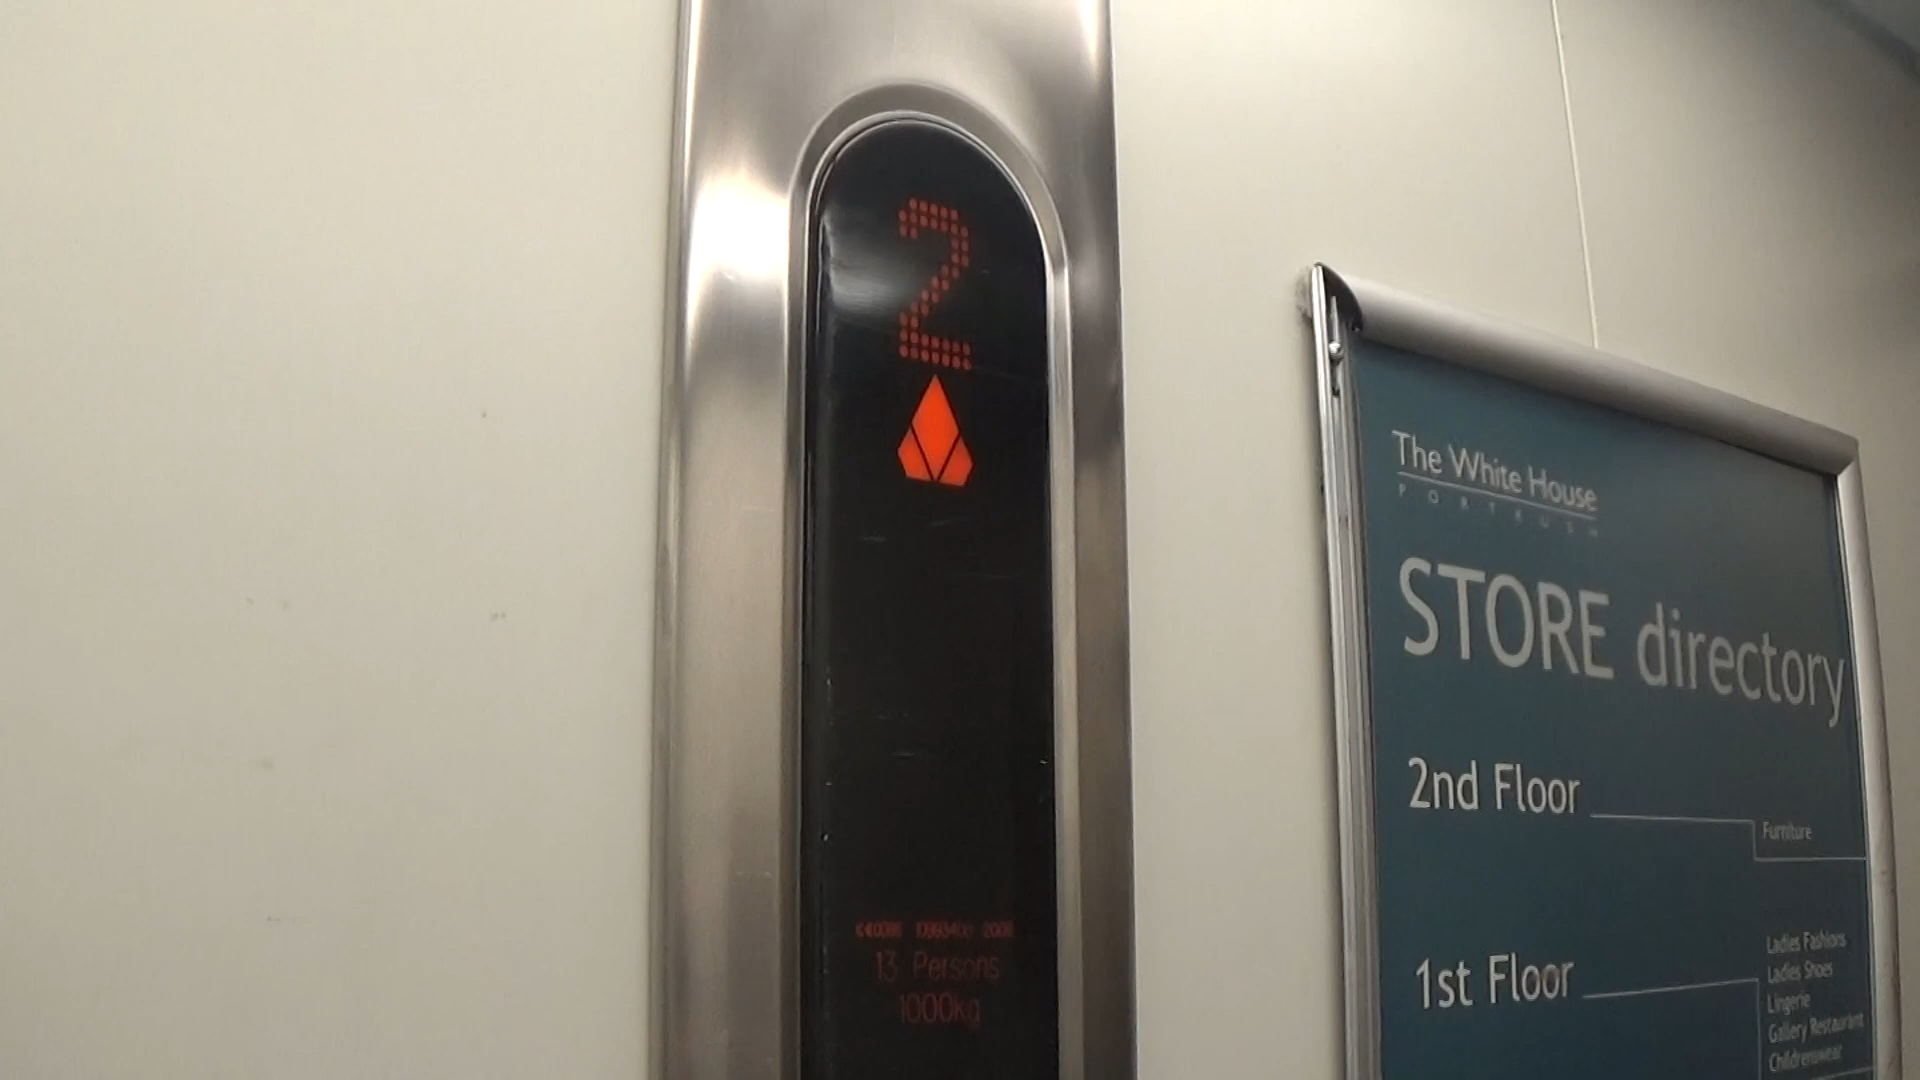 2
13 Persons
1000kg
The White House
PORTRUSH
STORE directory
2nd Floor
Furniture
1st Floor
Ladies Fashions
Ladies Shoes
Lingerie
Gallery Restaurant
Childrenswear